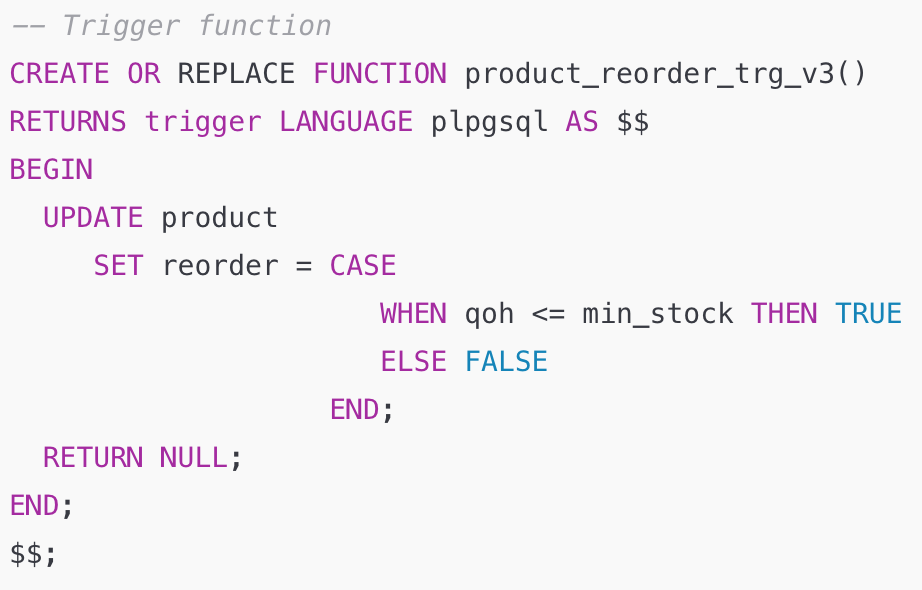 -- Trigger function
CREATE OR REPLACE FUNCTION product_reorder_trg_v3()
RETURNS trigger LANGUAGE plpgsql AS $$
BEGIN
  UPDATE product
     SET reorder = CASE
                      WHEN qoh <= min_stock THEN TRUE
                      ELSE FALSE
                   END;
  RETURN NULL;
END;
$$;